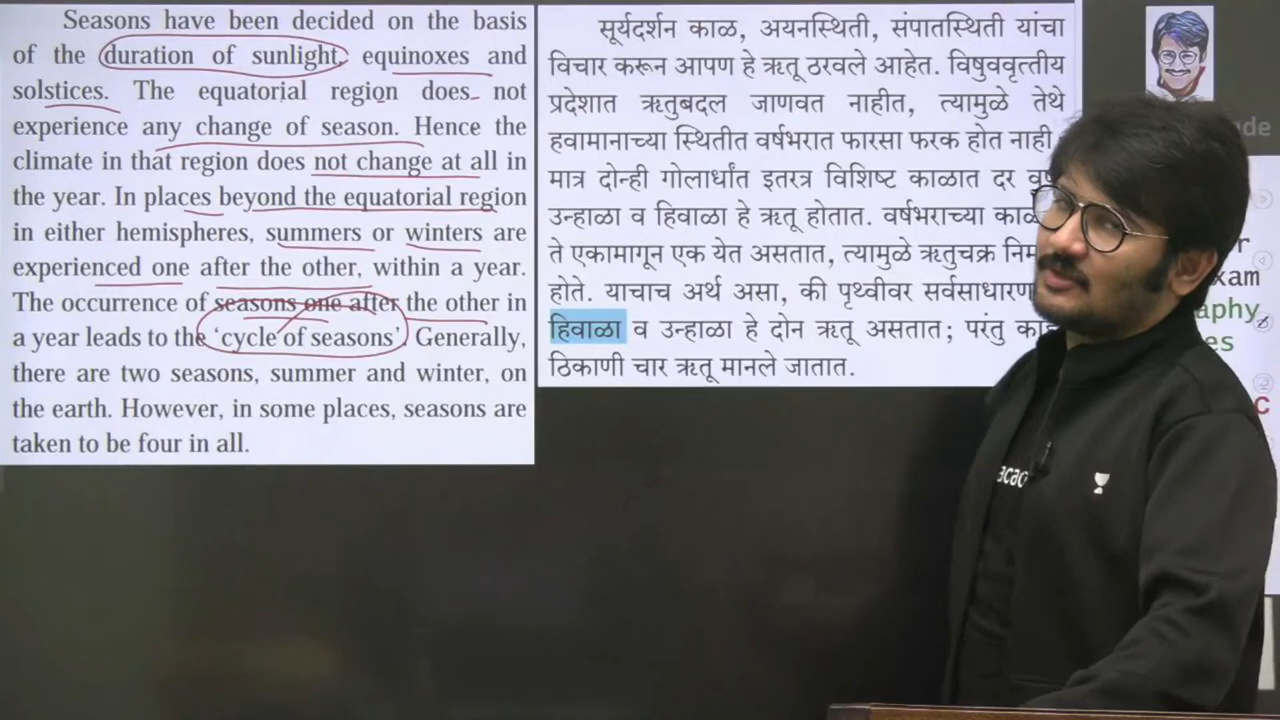 Seasons have been decided on the basis
of the duration of sunlight, equinoxes and
solstices. The equatorial region does not
experience any change of season. Hence the
climate in that region does not change at all in
the year. In places beyond the equatorial region
in either hemispheres, summers or winters are
experienced one after the other, within a year.
The occurrence of seasons one after the other in
a year leads to the ‘cycle of seasons’. Generally,
there are two seasons, summer and winter, on
the earth. However, in some places, seasons are
taken to be four in all.
सूर्यदर्शन काळ, अयनस्थिती, संपातस्थिती यांचा
विचार करून आपण हे ऋतू ठरवले आहेत. विषुववृत्तीय
प्रदेशात ऋतुबदल जाणवत नाहीत, त्यामुळे तेथे
हवामानाच्या स्थितीत वर्षभरात फारसा फरक होत नाही
मात्र दोन्ही गोलार्धांत इतरत्र विशिष्ट काळात दर
उन्हाळा व हिवाळा हे ऋतू होतात. वर्षभराच्या
ते एकामागून एक येत असतात, त्यामुळे ऋतुचक्र
होते. याचाच अर्थ असा, की पृथ्वीवर
हिवाळा व उन्हाळा हे दोन ऋतू असतात; परंतु
ठिकाणी चार ऋतू मानले जातात.